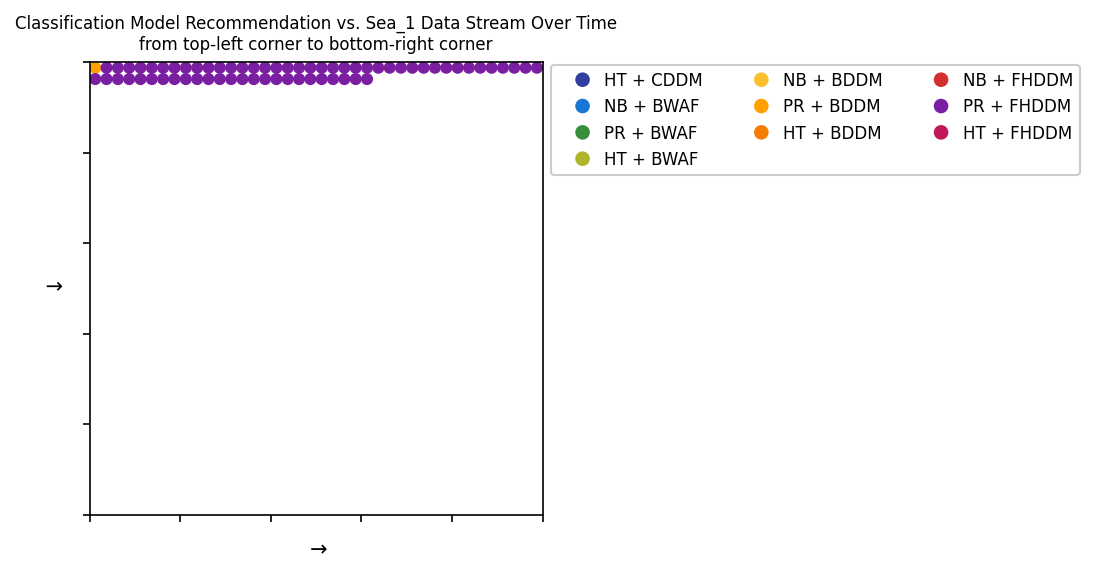 Classification Model Recommendation vs. Sea_1 Data Stream Over Time
from top-left corner to bottom-right corner
HT + CDDM
NB + BWAF
PR + BWAF
HT + BWAF
NB + BDDM
PR + BDDM
HT + BDDM
NB + FHDDM
PR + FHDDM
HT + FHDDM
→
→